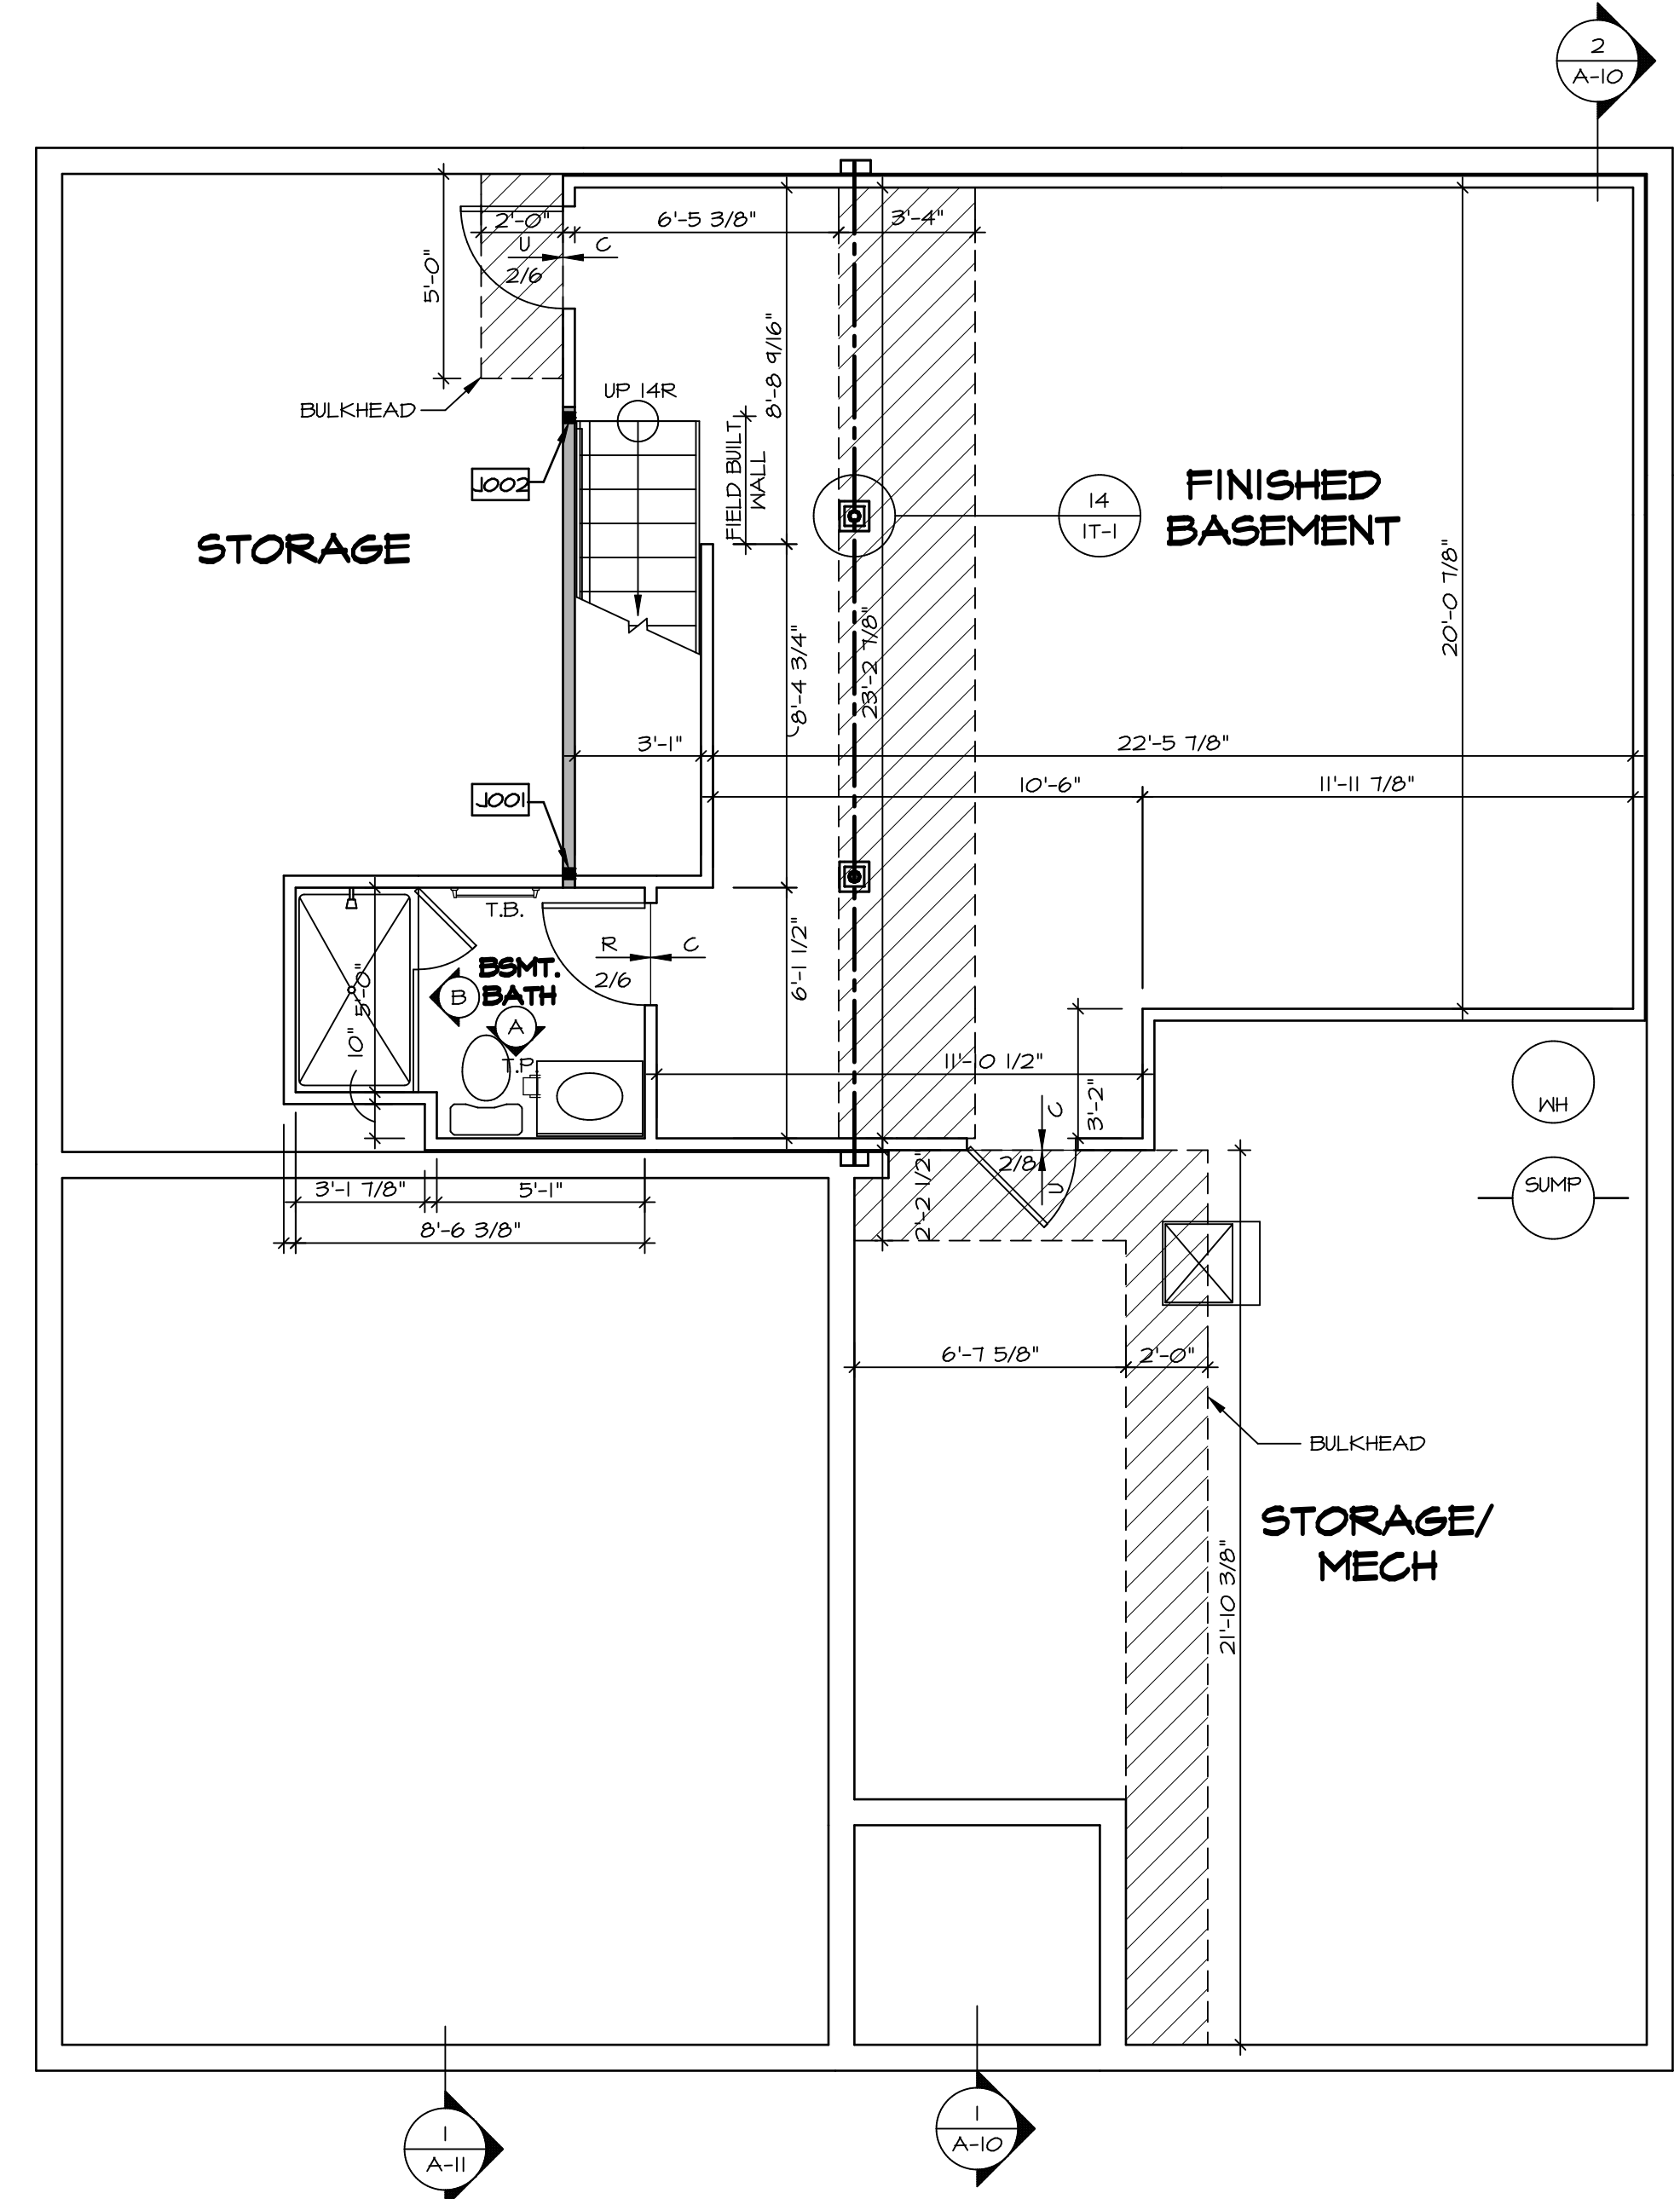 2
A-10
2'-0"
6'-5 3/8"
3'-4"
U
C
2/6
5'-0"
8'-8 9/16"
BULKHEAD
UP 14R
FIELD BUILT
WALL
J002
14
IT-1
FINISHED
BASEMENT
STORAGE
20'-0 7/8"
8'-4 3/4"
23'-2 7/8"
3'-1"
22'-5 7/8"
10'-6"
11'-11 7/8"
J001
T.B.
R
C
2/6
BSMT.
BATH
B
A
5'-0"
10"
T.P.
6'-1 1/2"
11'-10 1/2"
3'-2"
C
2/8
U
WH
SUMP
3'-1 7/8"
5'-1"
8'-6 3/8"
2'-2 1/2"
6'-7 5/8"
2'-0"
BULKHEAD
STORAGE/
MECH
21'-10 3/8"
1
A-11
1
A-10